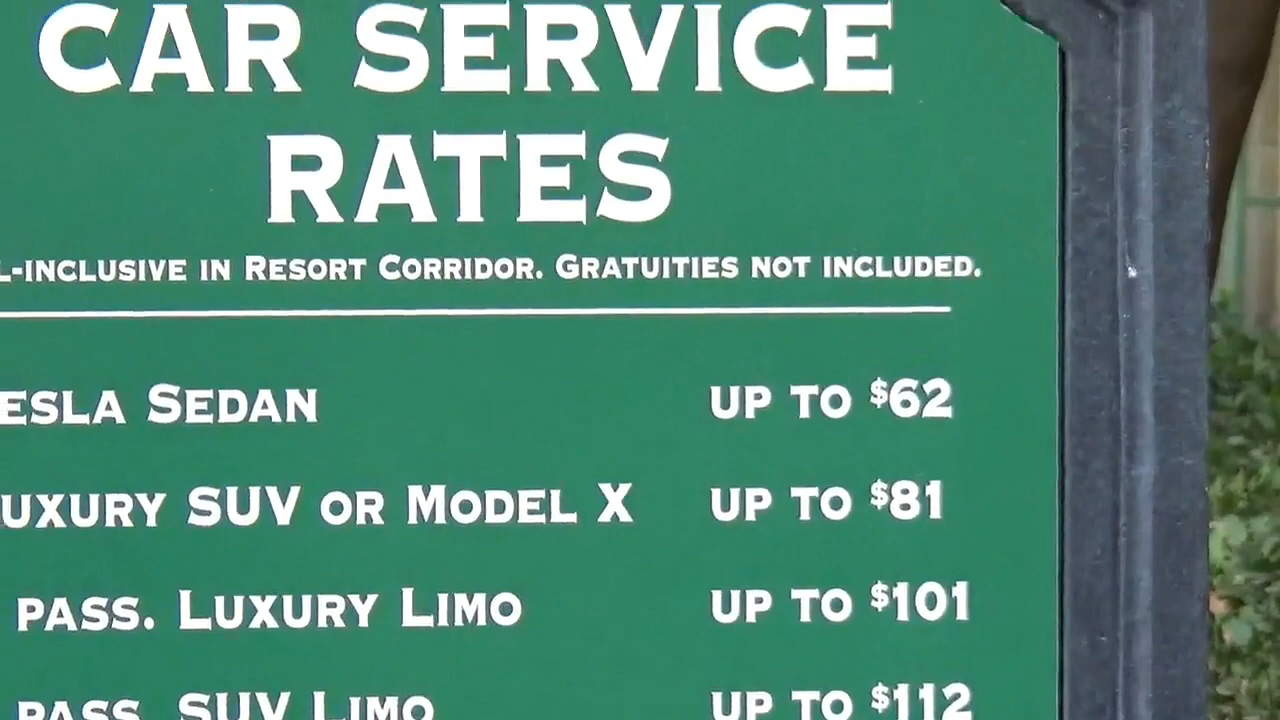 CAR SERVICE
RATES
L-INCLUSIVE IN RESORT CORRIDOR. GRATUITIES NOT INCLUDED.
ESLA SEDAN UP TO $62
UXURY SUV OR MODEL X UP TO $81
PASS. LUXURY LIMO UP TO $101
PASS. SUV LIMO UP TO $112